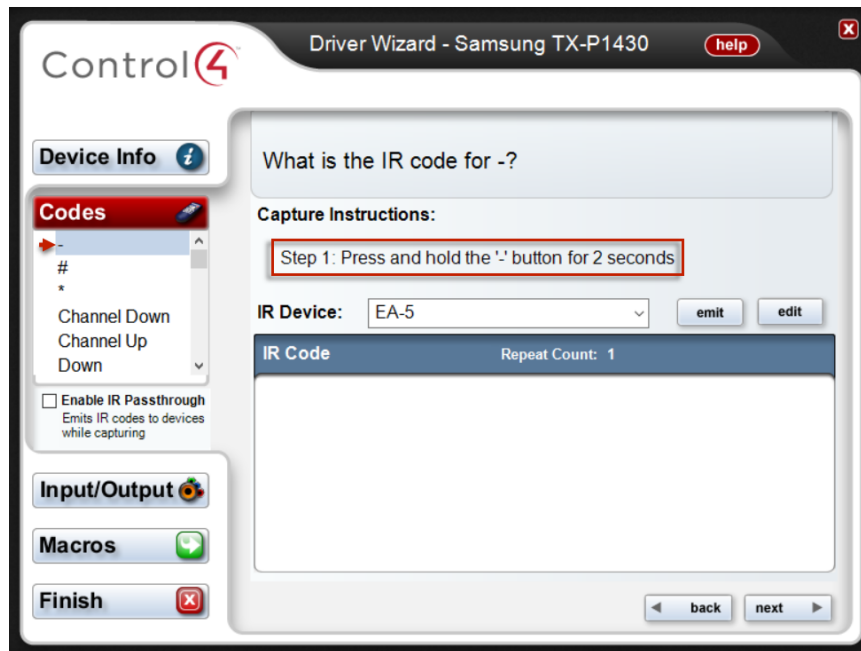 Control4
Driver Wizard - Samsung TX-P1430
help
x
Device Info
i
What is the IR code for -?
Codes
-
#
*
Channel Down
Channel Up
Down
Enable IR Passthrough
Emits IR codes to devices
while capturing
Capture Instructions:
Step 1: Press and hold the '-' button for 2 seconds
IR Device:
EA-5
emit
edit
IR Code
Repeat Count: 1
Input/Output
Macros
Finish
back
next